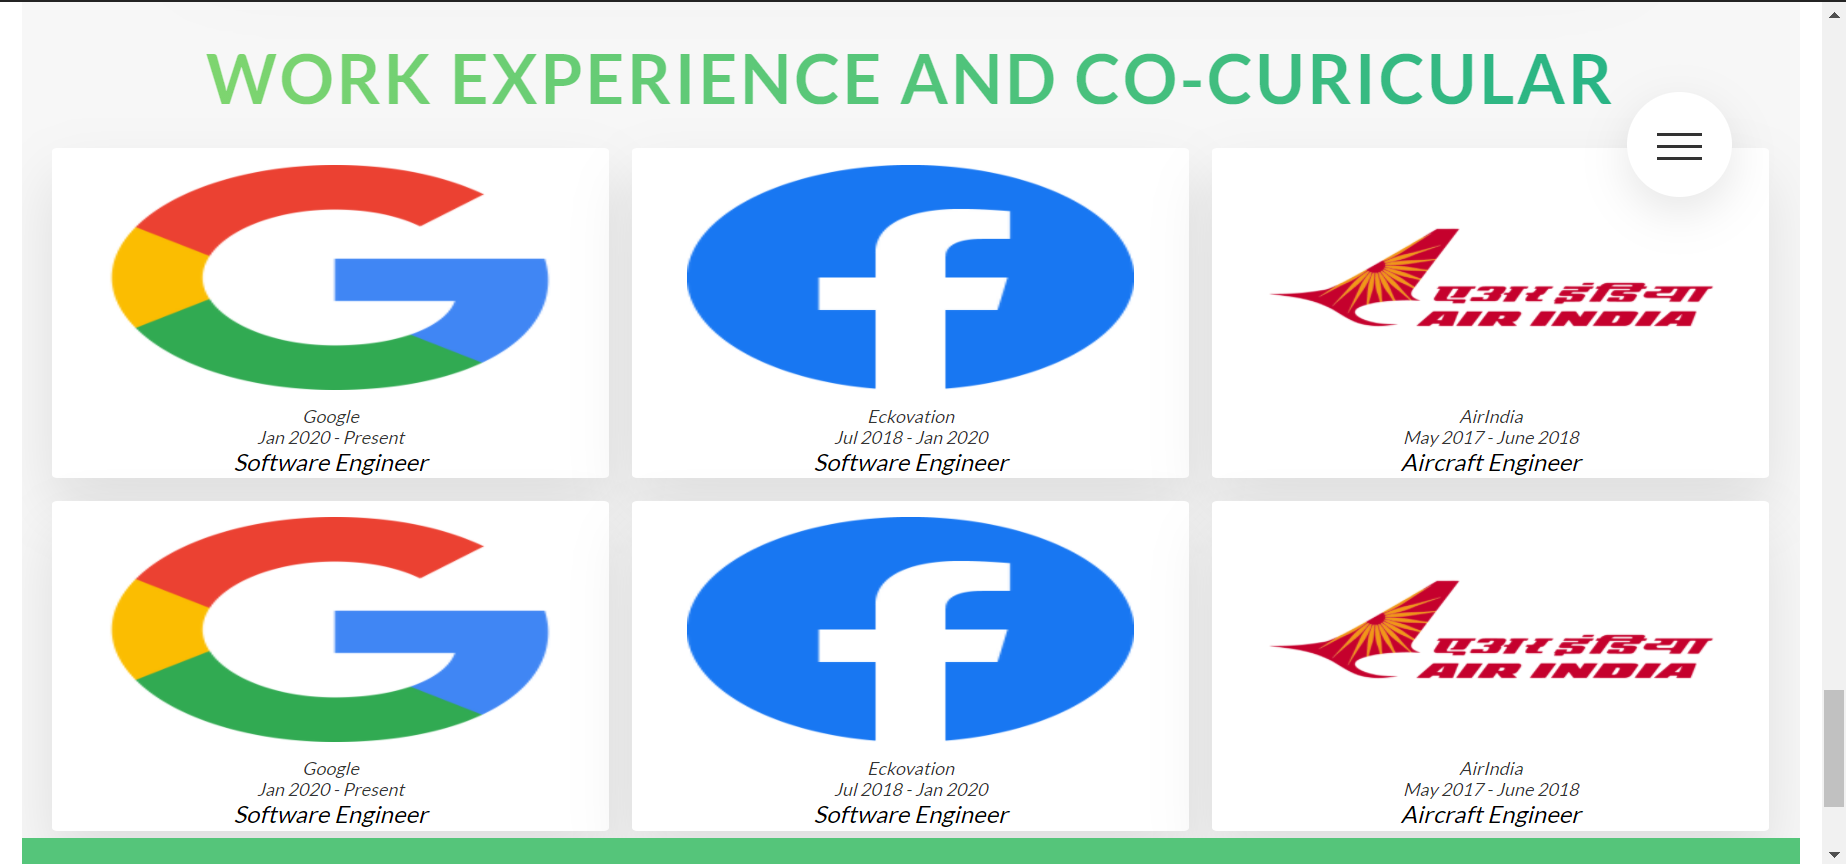 WORK EXPERIENCE AND CO-CURICULAR
एअर इंडिया
AIR INDIA
Google
Jan 2020 - Present
Software Engineer
Eckovation
Jul 2018 - Jan 2020
Software Engineer
AirIndia
May 2017 - June 2018
Aircraft Engineer
एअर इंडिया
AIR INDIA
Google
Jan 2020 - Present
Software Engineer
Eckovation
Jul 2018 - Jan 2020
Software Engineer
AirIndia
May 2017 - June 2018
Aircraft Engineer